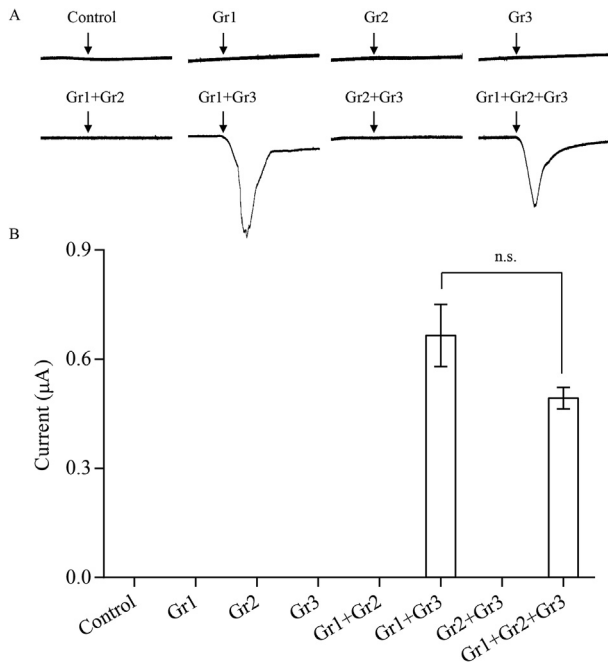 A
Control Gr1 Gr2 Gr3
Gr1+Gr2 Gr1+Gr3 Gr2+Gr3 Gr1+Gr2+Gr3
B
0.9
n.s.
0.6
0.3
0.0
Current (μA)
Control Gr1 Gr2 Gr3 Gr1+Gr2 Gr1+Gr3 Gr2+Gr3 Gr1+Gr2+Gr3